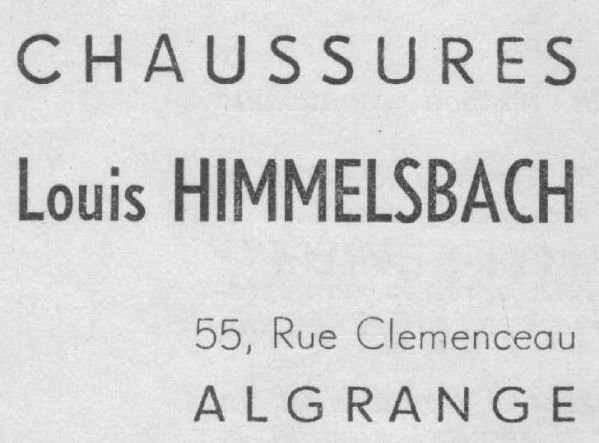 CHAUSSURES
Louis HIMMELSBACH
55, Rue Clemenceau
ALGRANGE